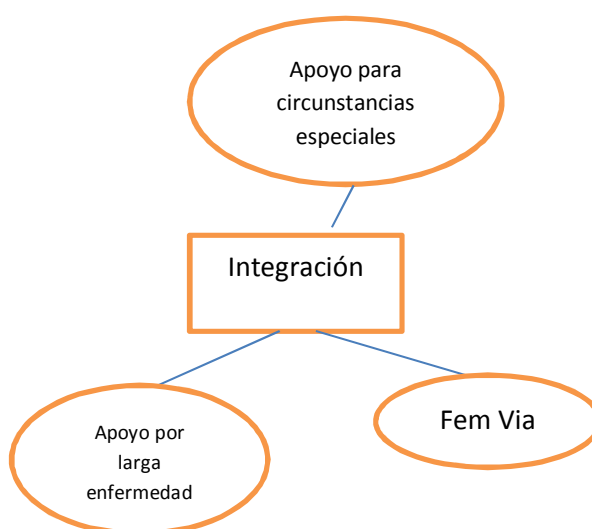 Apoyo para
circunstancias
especiales
Integración
Fem Via
Apoyo por
larga
enfermedad